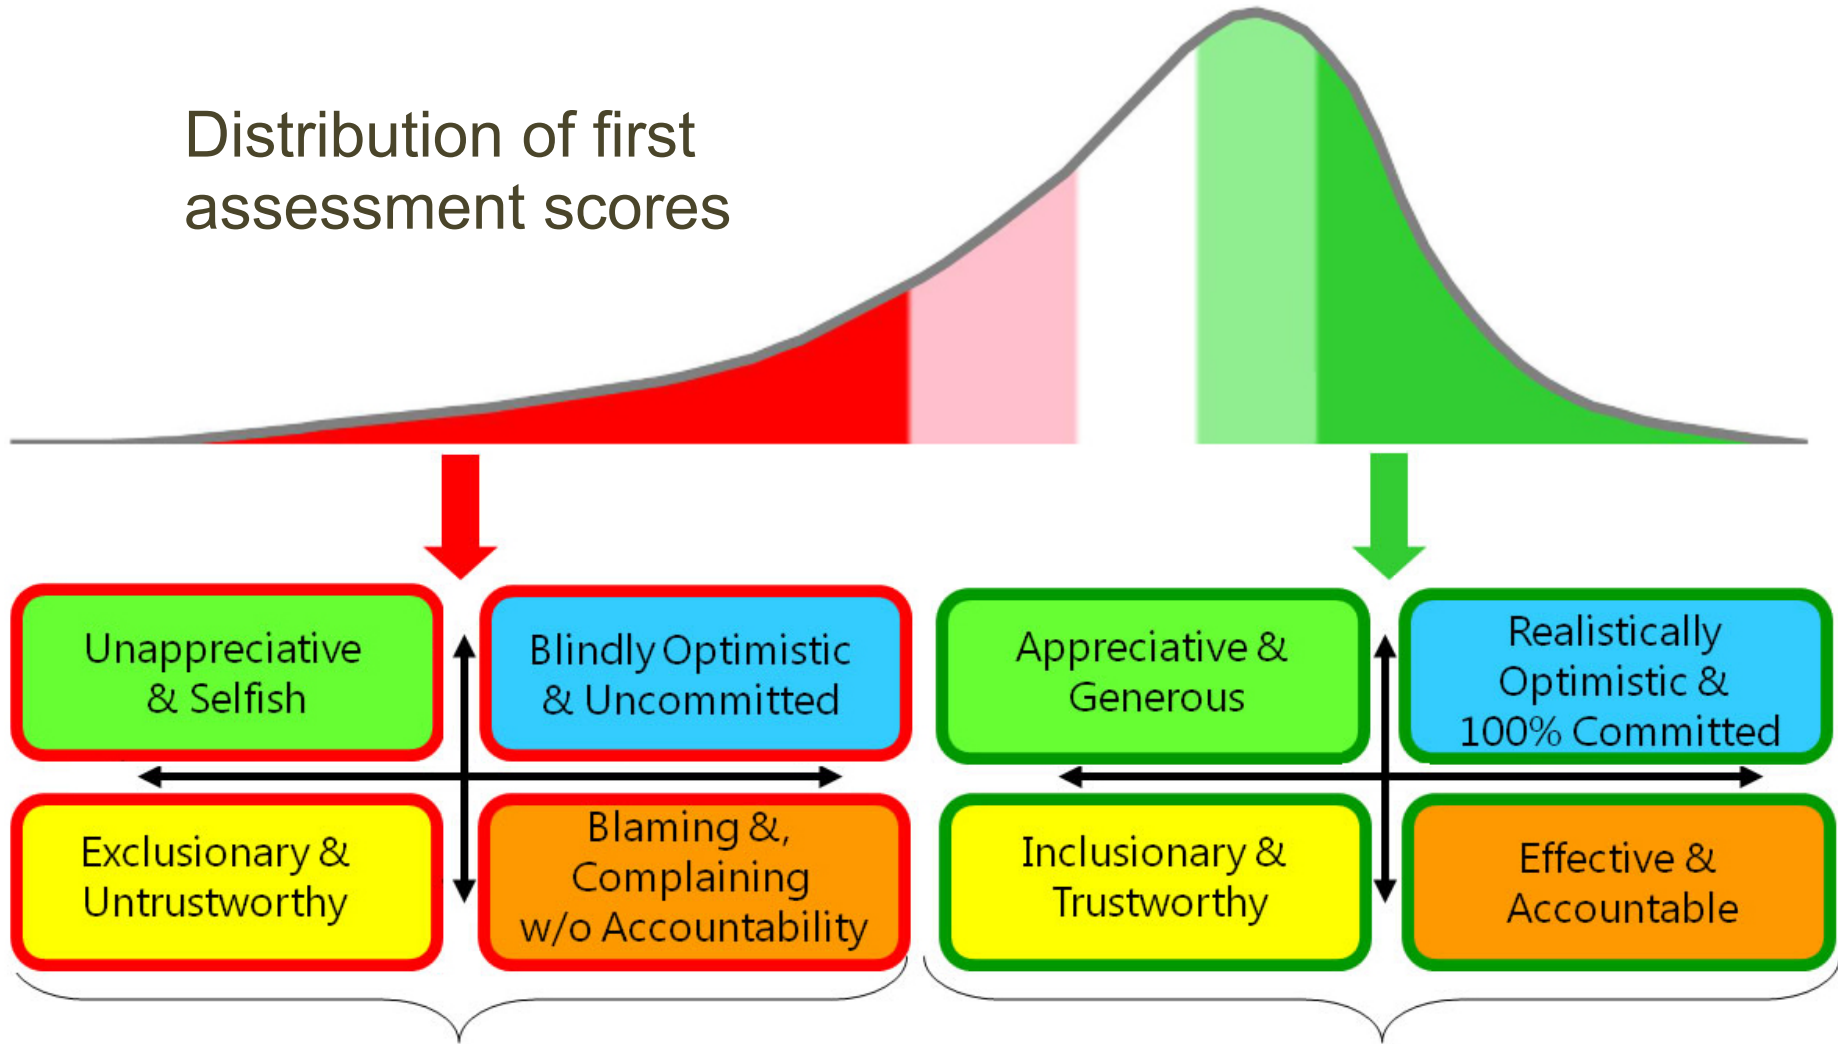 Distribution of first
assessment scores
Unappreciative
& Selfish
Blindly Optimistic
& Uncommitted
Exclusionary &
Untrustworthy
Blaming &,
Complaining
w/o Accountability
Appreciative &
Generous
Realistically
Optimistic &
100% Committed
Inclusionary &
Trustworthy
Effective &
Accountable